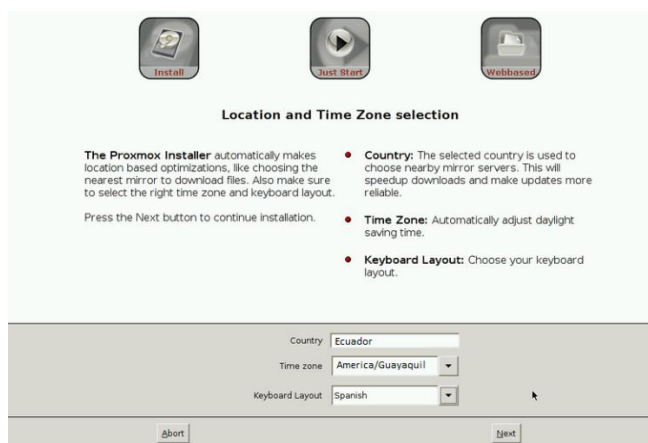 Install
Just Start
Webbased
Location and Time Zone selection
The Proxmox Installer automatically makes
location based optimizations, like choosing the
nearest mirror to download files. Also make sure
to select the right time zone and keyboard layout.
Press the Next button to continue installation.
Country: The selected country is used to
choose nearby mirror servers. This will
speedup downloads and make updates more
reliable.
Time Zone: Automatically adjust daylight
saving time.
Keyboard Layout: Choose your keyboard
layout.
Country Ecuador
Time zone America/Guayaquil
Keyboard Layout Spanish
Abort
Next